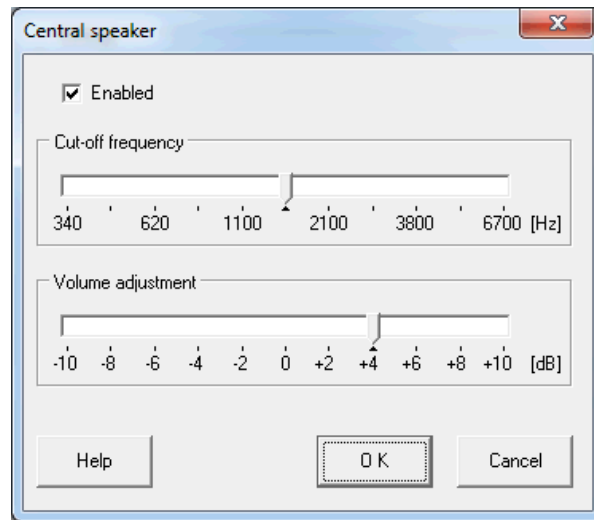 Central speaker
Enabled
Cut-off frequency
340 620 1100 2100 3800 6700 [Hz]
Volume adjustment
-10 -8 -6 -4 -2 0 +2 +4 +6 +8 +10 [dB]
Help O K Cancel